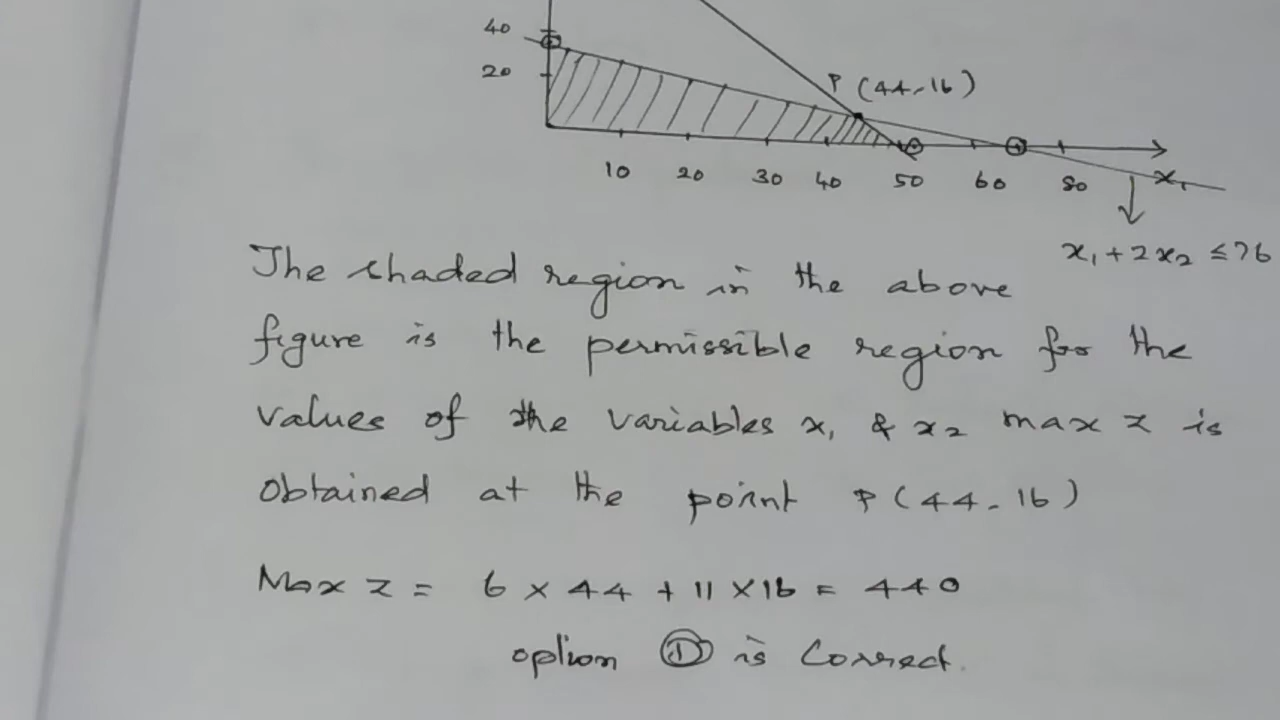 40
20
P (44,16)
10 20 30 40 50 60 80 x₁
x₁ + 2x₂ ≤ 76
The shaded region in the above
figure is the permissible region for the
values of the variables x₁ & x₂ max z is
obtained at the point P (44, 16)
Max z = 6 × 44 + 11 × 16 = 440
option ① is correct.